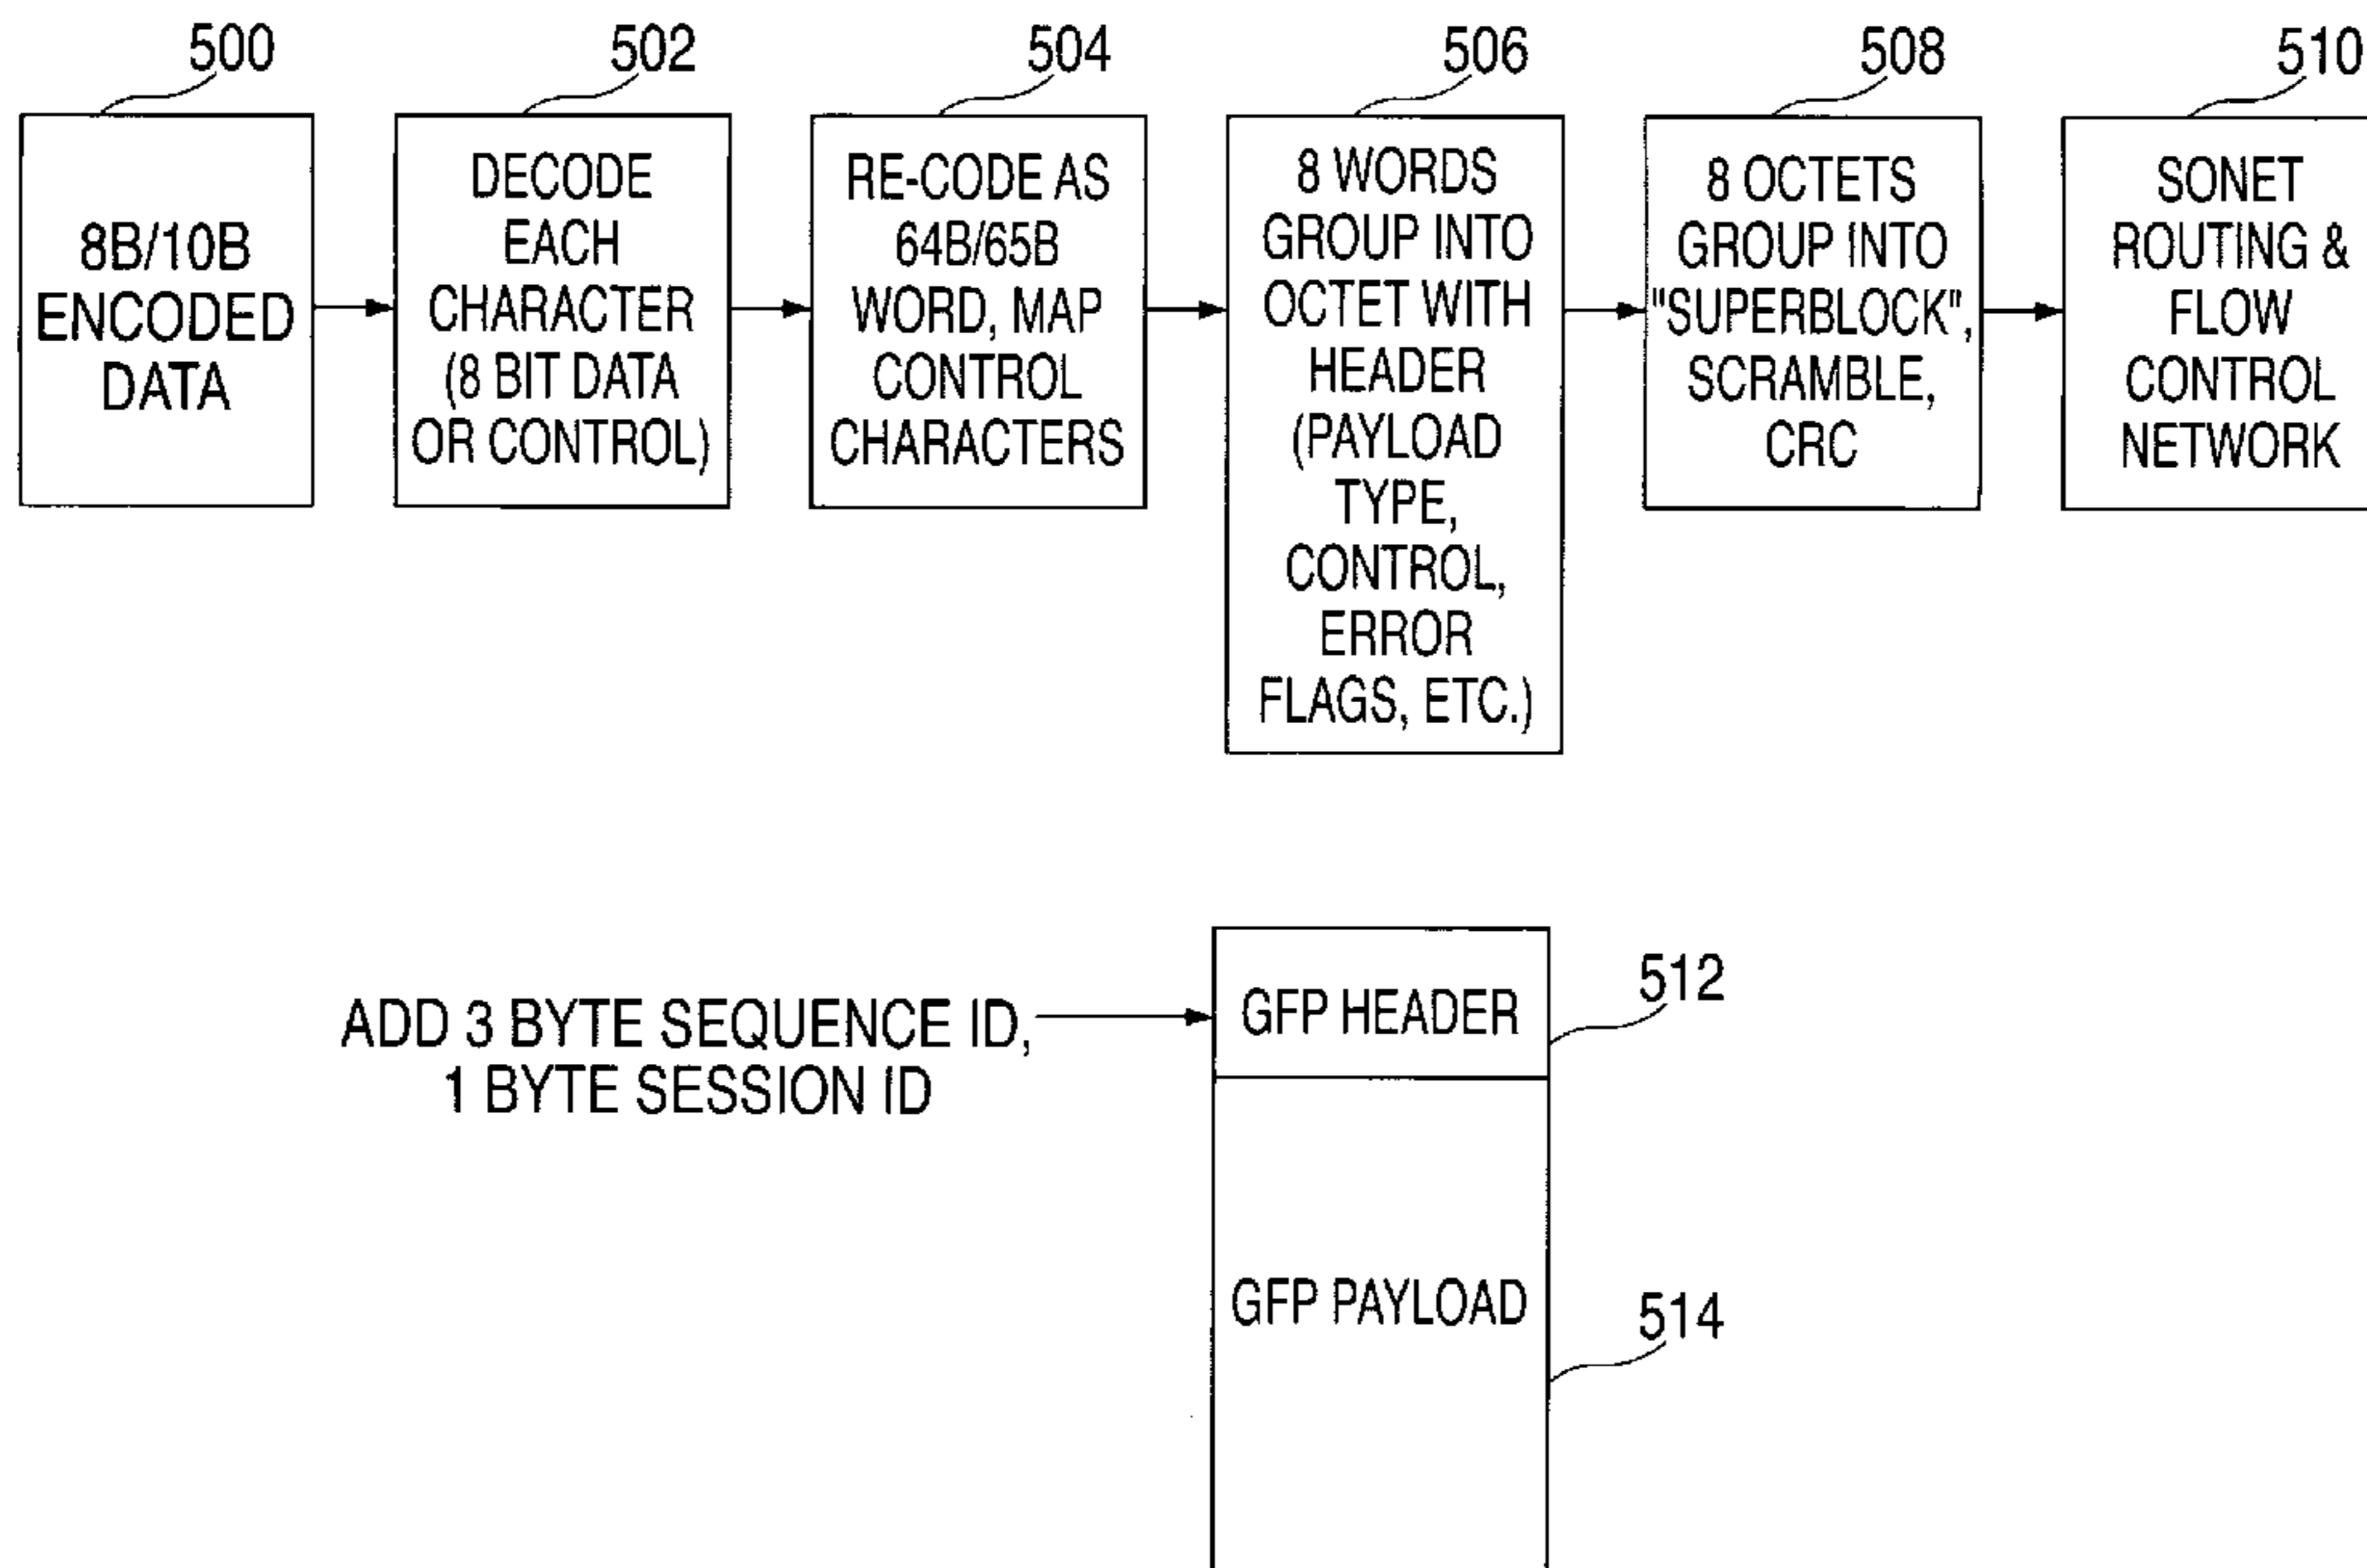 500
502
504
506
508
510
8B/10B
ENCODED
DATA
DECODE
EACH
CHARACTER
(8 BIT DATA
OR CONTROL)
RE-CODE AS
64B/65B
WORD, MAP
CONTROL
CHARACTERS
8 WORDS
GROUP INTO
OCTET WITH
HEADER
(PAYLOAD
TYPE,
CONTROL,
ERROR
FLAGS, ETC.)
8 OCTETS
GROUP INTO
"SUPERBLOCK",
SCRAMBLE,
CRC
SONET
ROUTING &
FLOW
CONTROL
NETWORK
ADD 3 BYTE SEQUENCE ID,
1 BYTE SESSION ID
GFP HEADER
512
GFP PAYLOAD
514